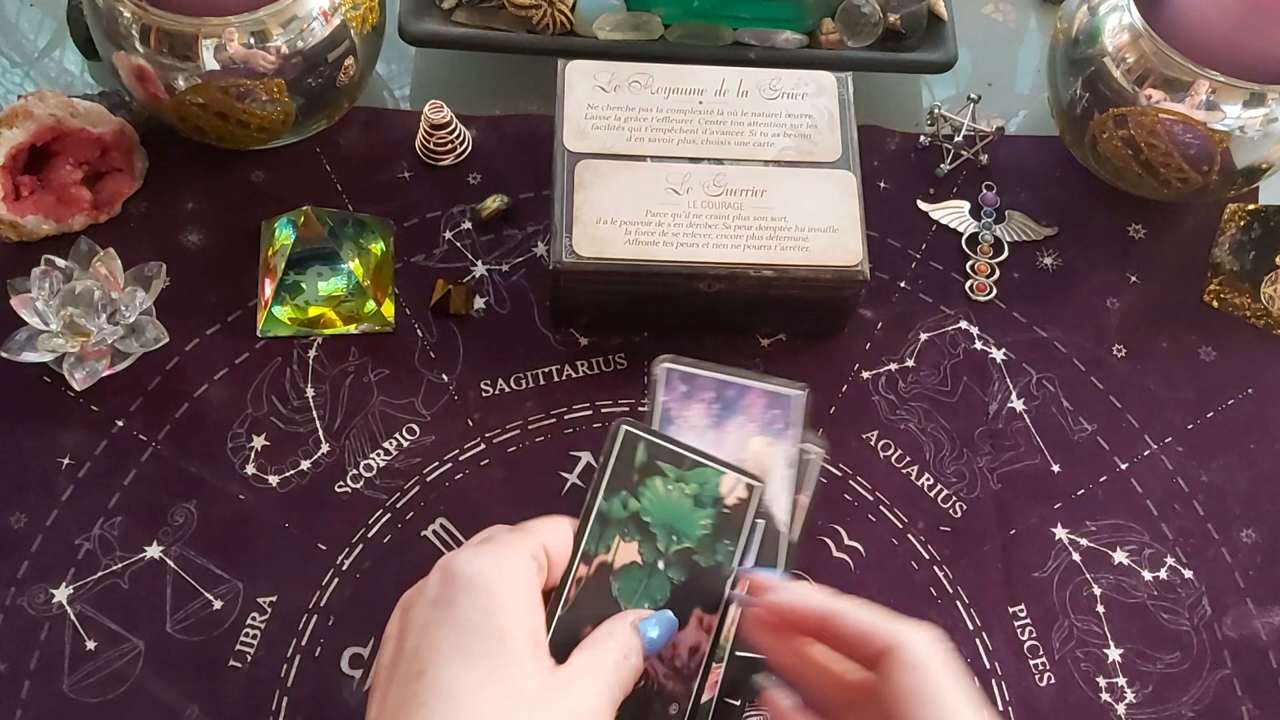 Le Royaume de la Grâce
Ne cherche pas la complexité là où le naturel œuvre.
Laisse la grâce t'effleurer. Centre ton attention sur les
facilités qui t'empêchent d'avancer. Si tu as besoin
d'en savoir plus, choisis une carte.
Le Guerrier
LE COURAGE
Parce qu'il ne craint plus son sort,
il a le pouvoir de s'en dérober. Sa peur domptée lui insuffle
la force de se relever, encore plus déterminé.
Affronte tes peurs et rien ne pourra t'arrêter.
SAGITTARIUS
SCORPIO
AQUARIUS
LIBRA
PISCES